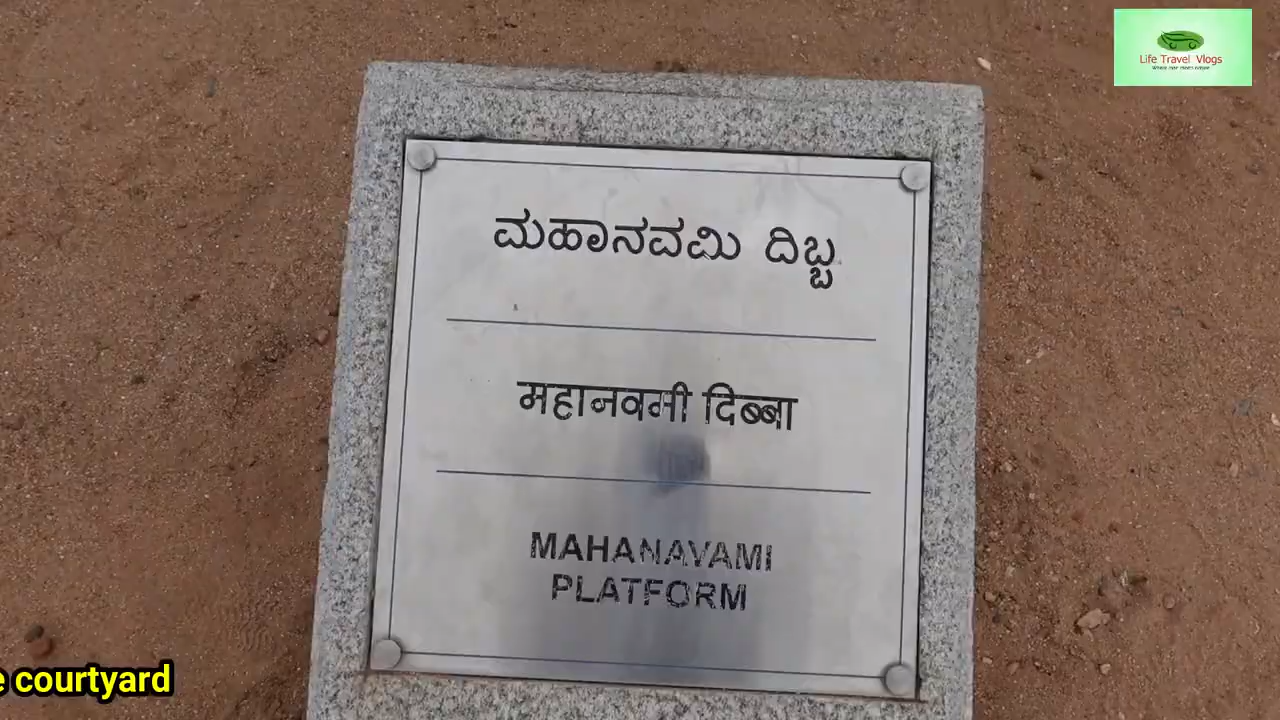 Life Travel Vlogs
ಮಹಾನವಮಿ ದಿಬ್ಬ
महानवमी दिब्बा
MAHANAVAMI
PLATFORM
courtyard